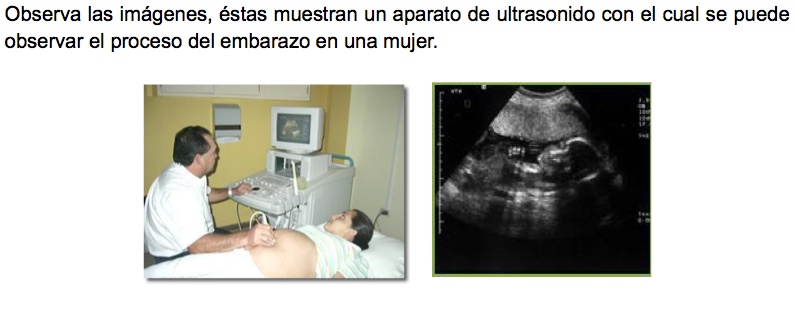 Observa las imágenes, éstas muestran un aparato de ultrasonido con el cual se puede
observar el proceso del embarazo en una mujer.